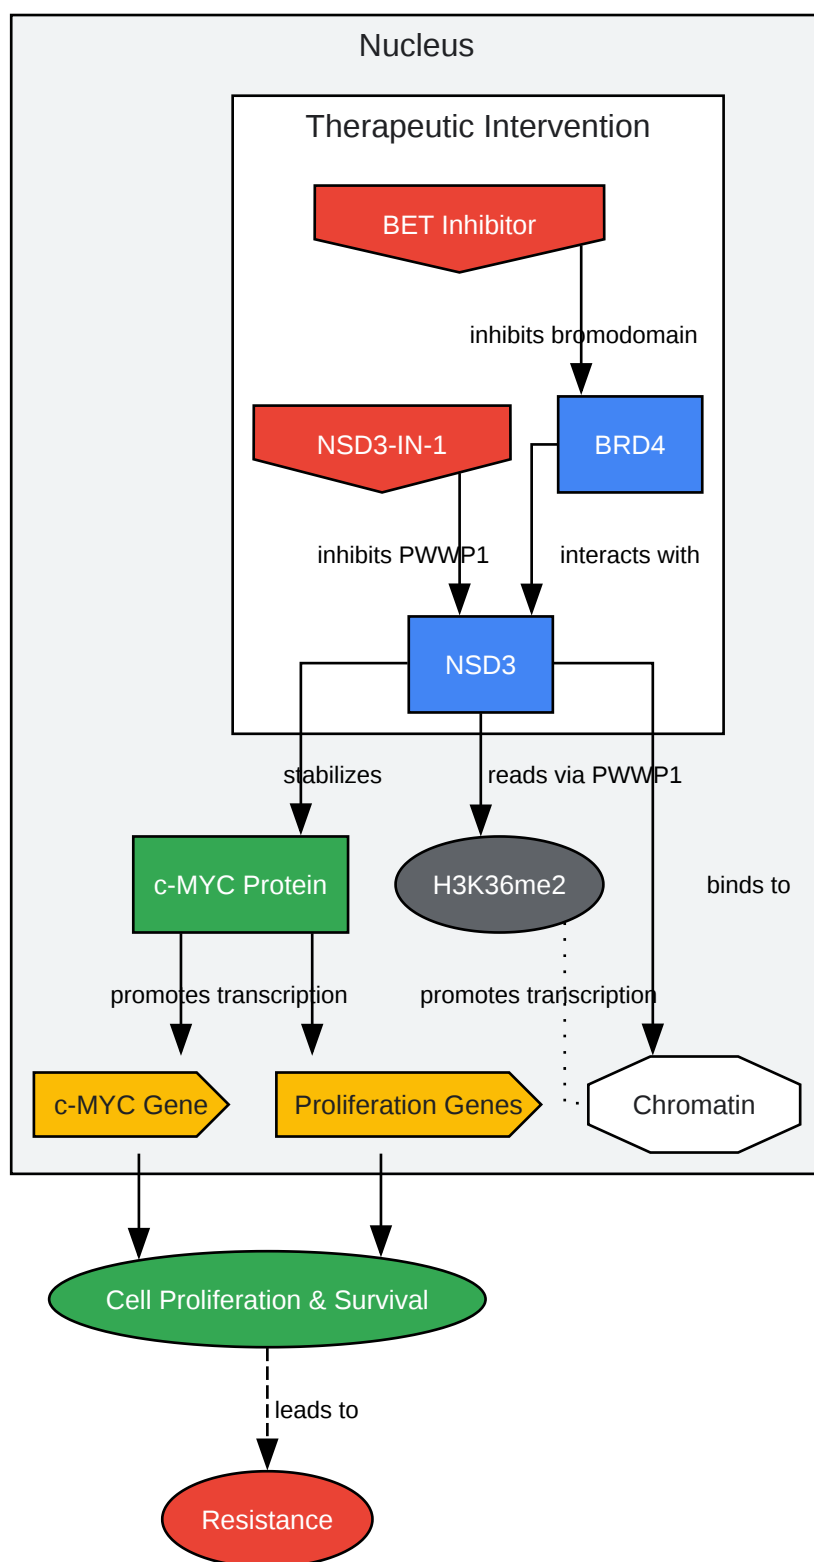 Nucleus
Therapeutic Intervention
BET Inhibitor
inhibits bromodomain
NSD3-IN-1
BRD4
inhibits PWWP1
interacts with
NSD3
stabilizes
reads via PWWP1
c-MYC Protein
H3K36me2
binds to
promotes transcription
promotes transcription
c-MYC Gene
Proliferation Genes
Chromatin
Cell Proliferation & Survival
leads to
Resistance